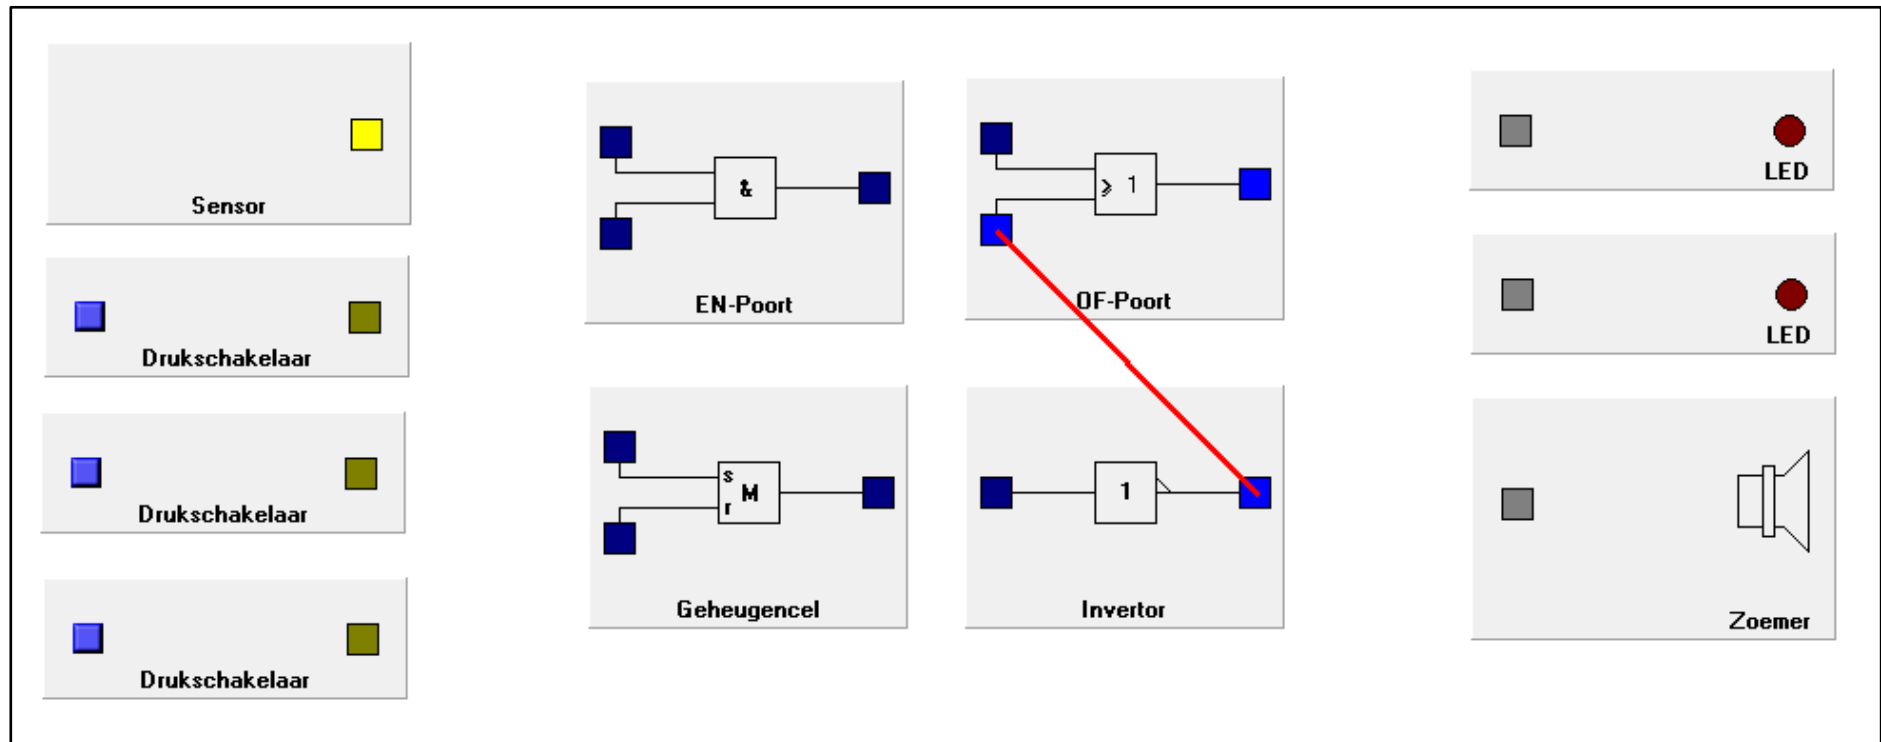 Sensor
Drukschakelaar
Drukschakelaar
Drukschakelaar
&
EN-Poort
≥ 1
OF-Poort
s
M
r
Geheugencel
1
Invertor
LED
LED
Zoemer